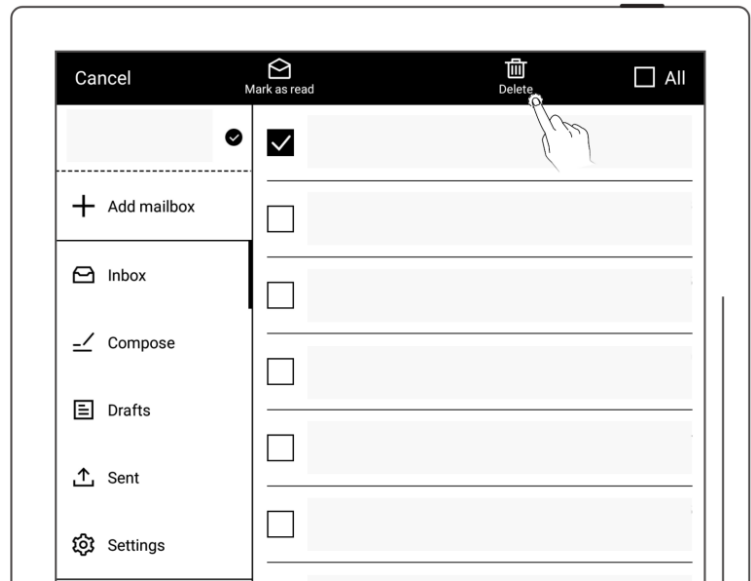 Cancel
Mark as read
Delete
All
Add mailbox
Inbox
Compose
Drafts
Sent
Settings